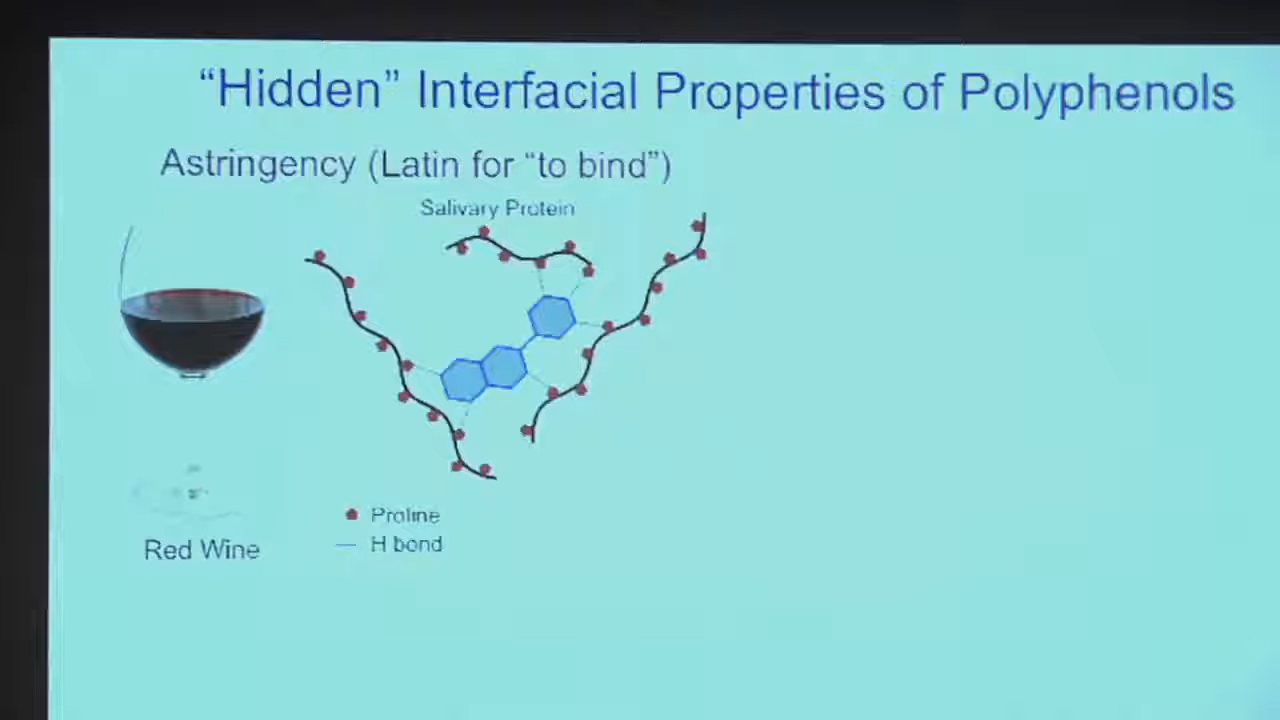 “Hidden” Interfacial Properties of Polyphenols
Astringency (Latin for “to bind”)
Salivary Protein
Proline
H bond
Red Wine